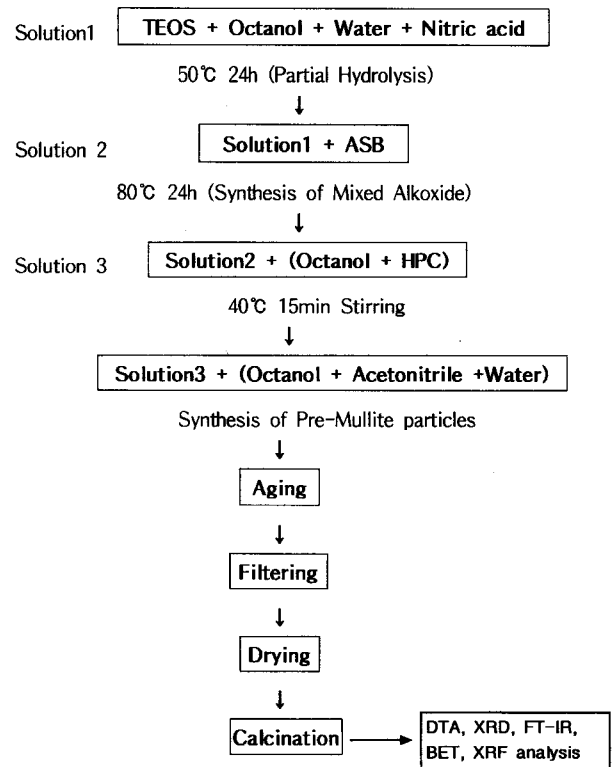 Solution1 TEOS + Octanol + Water + Nitric acid
50℃ 24h (Partial Hydrolysis)
↓
Solution 2 Solution1 + ASB
80℃ 24h (Synthesis of Mixed Alkoxide)
↓
Solution 3 Solution2 + (Octanol + HPC)
40℃ 15min Stirring
↓
Solution3 + (Octanol + Acetonitrile +Water)
Synthesis of Pre-Mullite particles
↓
Aging
↓
Filtering
↓
Drying
↓
Calcination → DTA, XRD, FT-IR,
BET, XRF analysis